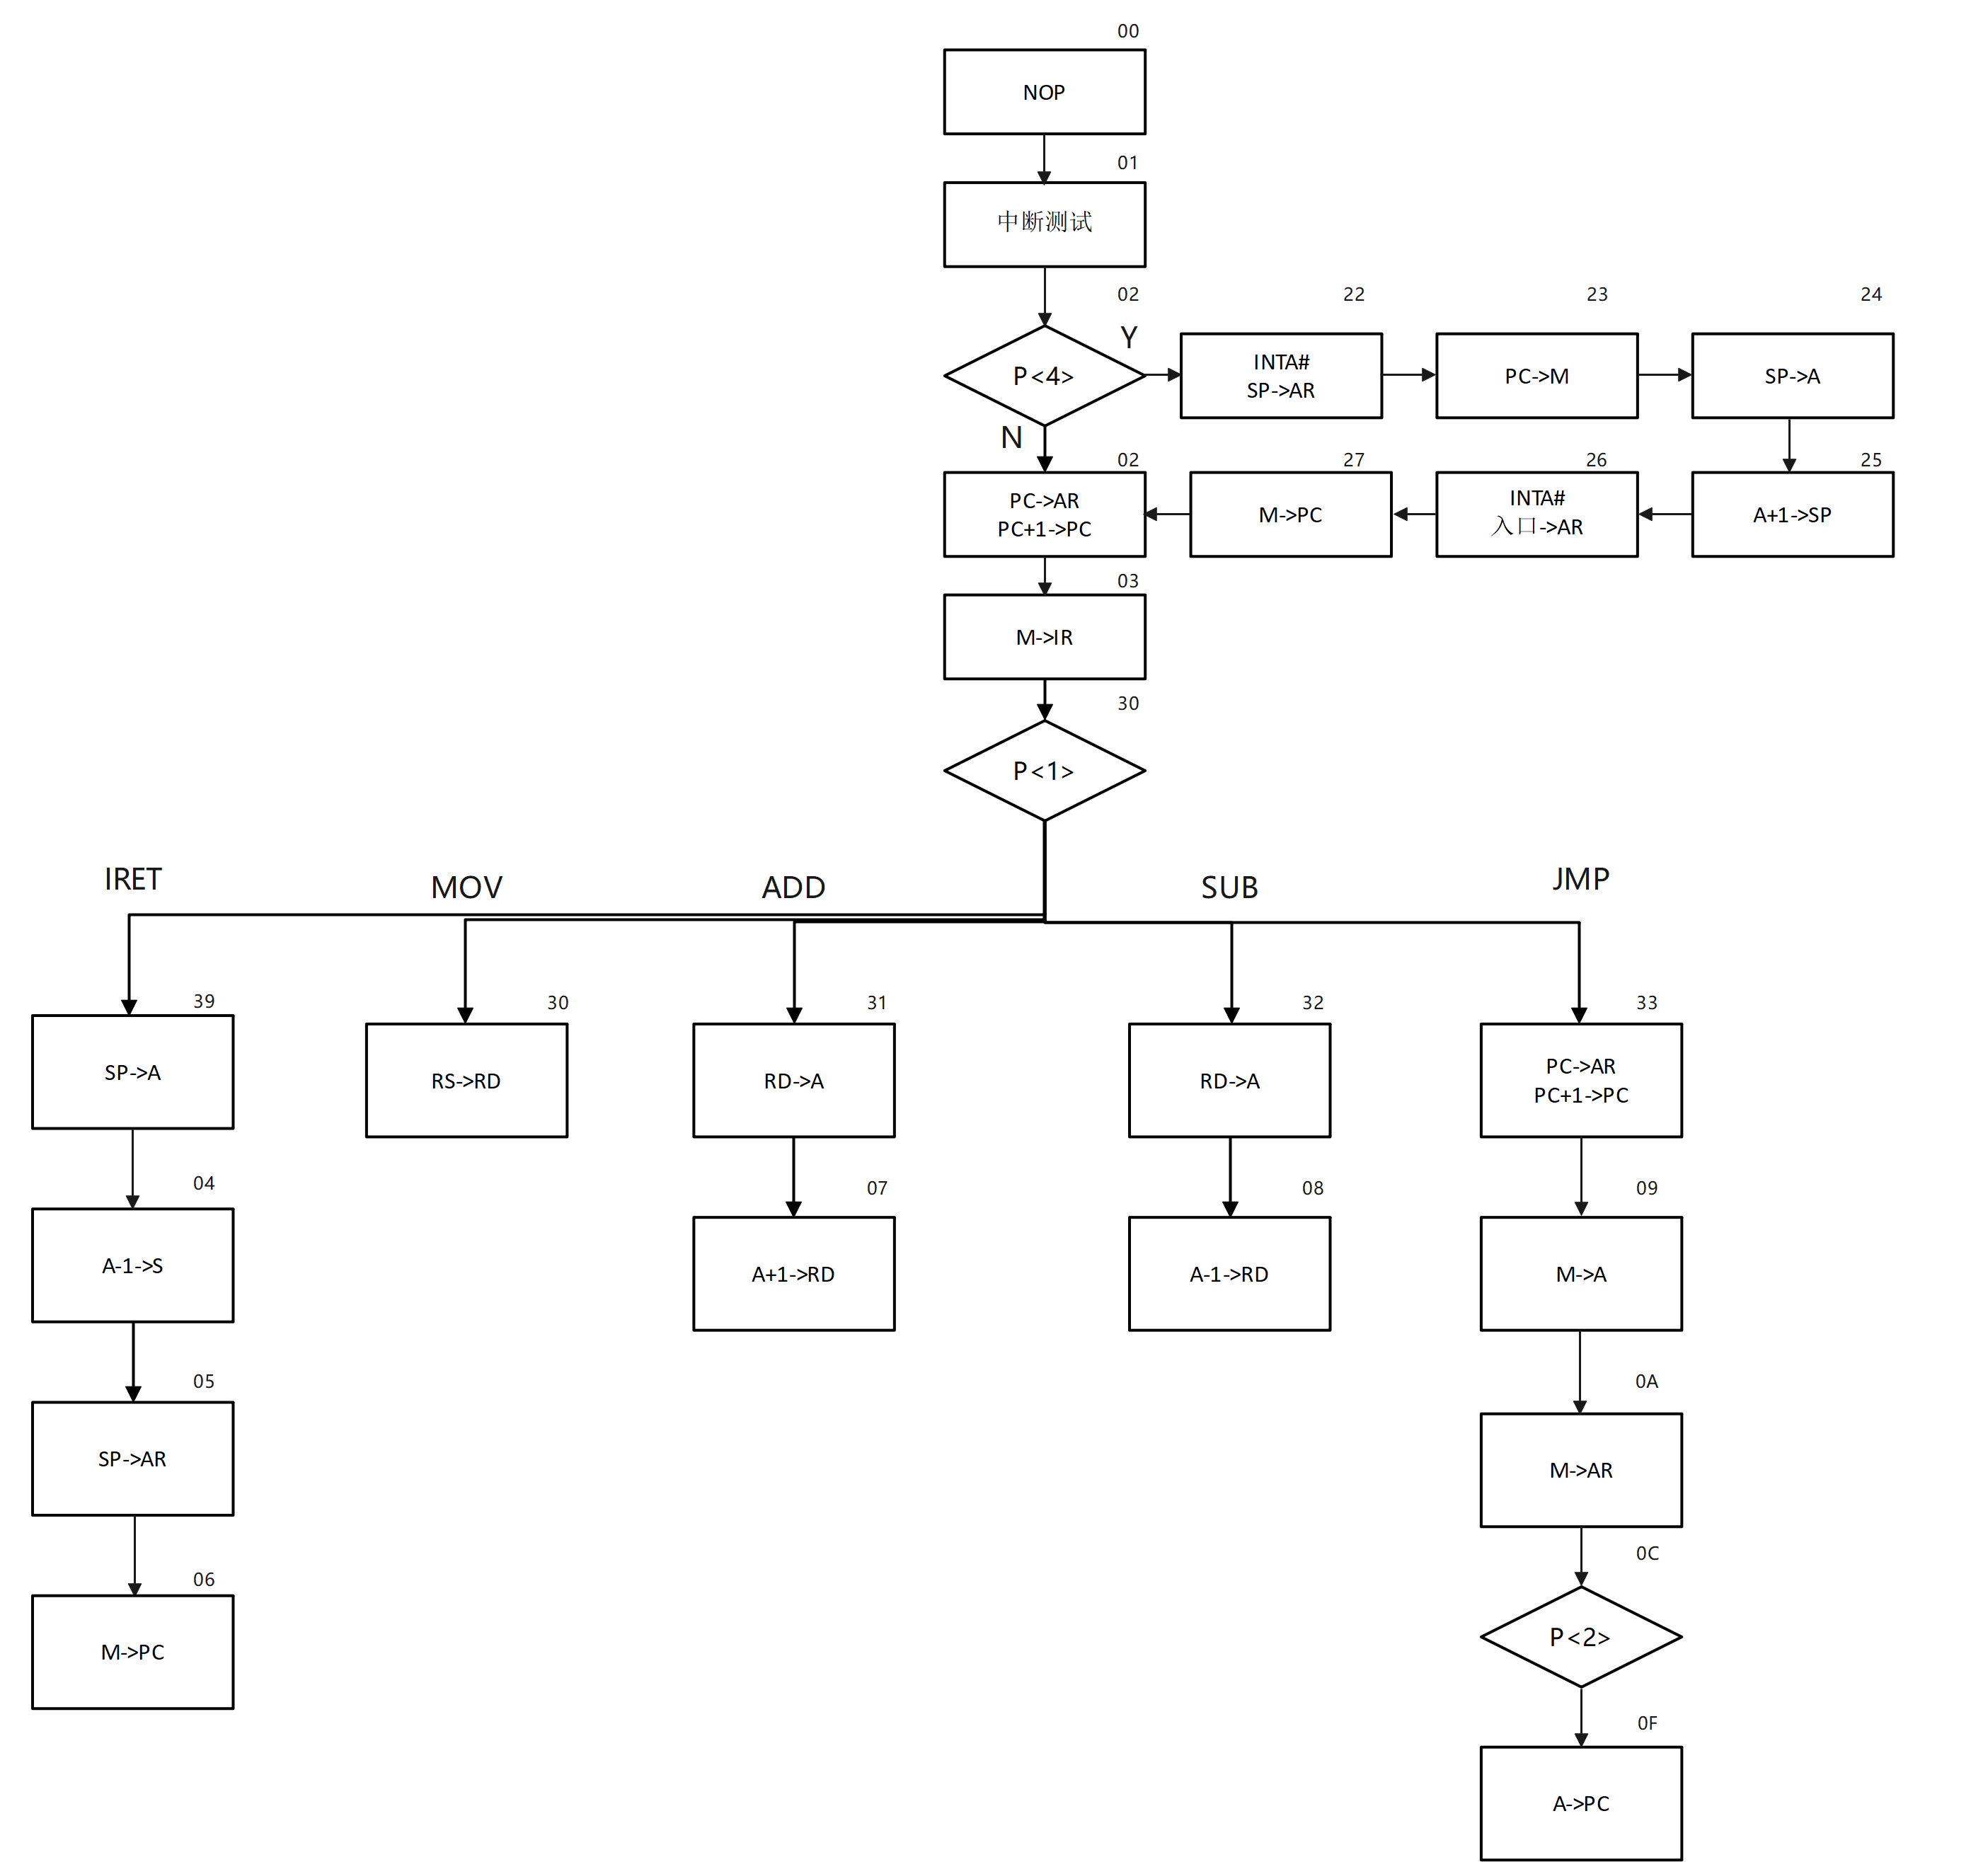 00
NOP
01
中断测试
02
22
23
24
Y
P<4>
INTA#
SP->AR
PC->M
SP->A
N
02
27
26
25
PC->AR
PC+1->PC
M->PC
INTA#
入口->AR
A+1->SP
03
M->IR
30
P<1>
IRET
MOV
ADD
SUB
JMP
39
30
31
32
33
SP->A
RS->RD
RD->A
RD->A
PC->AR
PC+1->PC
04
07
08
09
A-1->S
A+1->RD
A-1->RD
M->A
05
0A
SP->AR
M->AR
06
0C
M->PC
P<2>
0F
A->PC